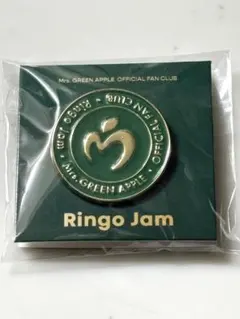 Mrs. GREEN APPLE OFFICIAL FAN CLUB
Ringo Jam • OFFICIAL FAN CLUB • Mrs. GREEN APPLE •
Ringo Jam